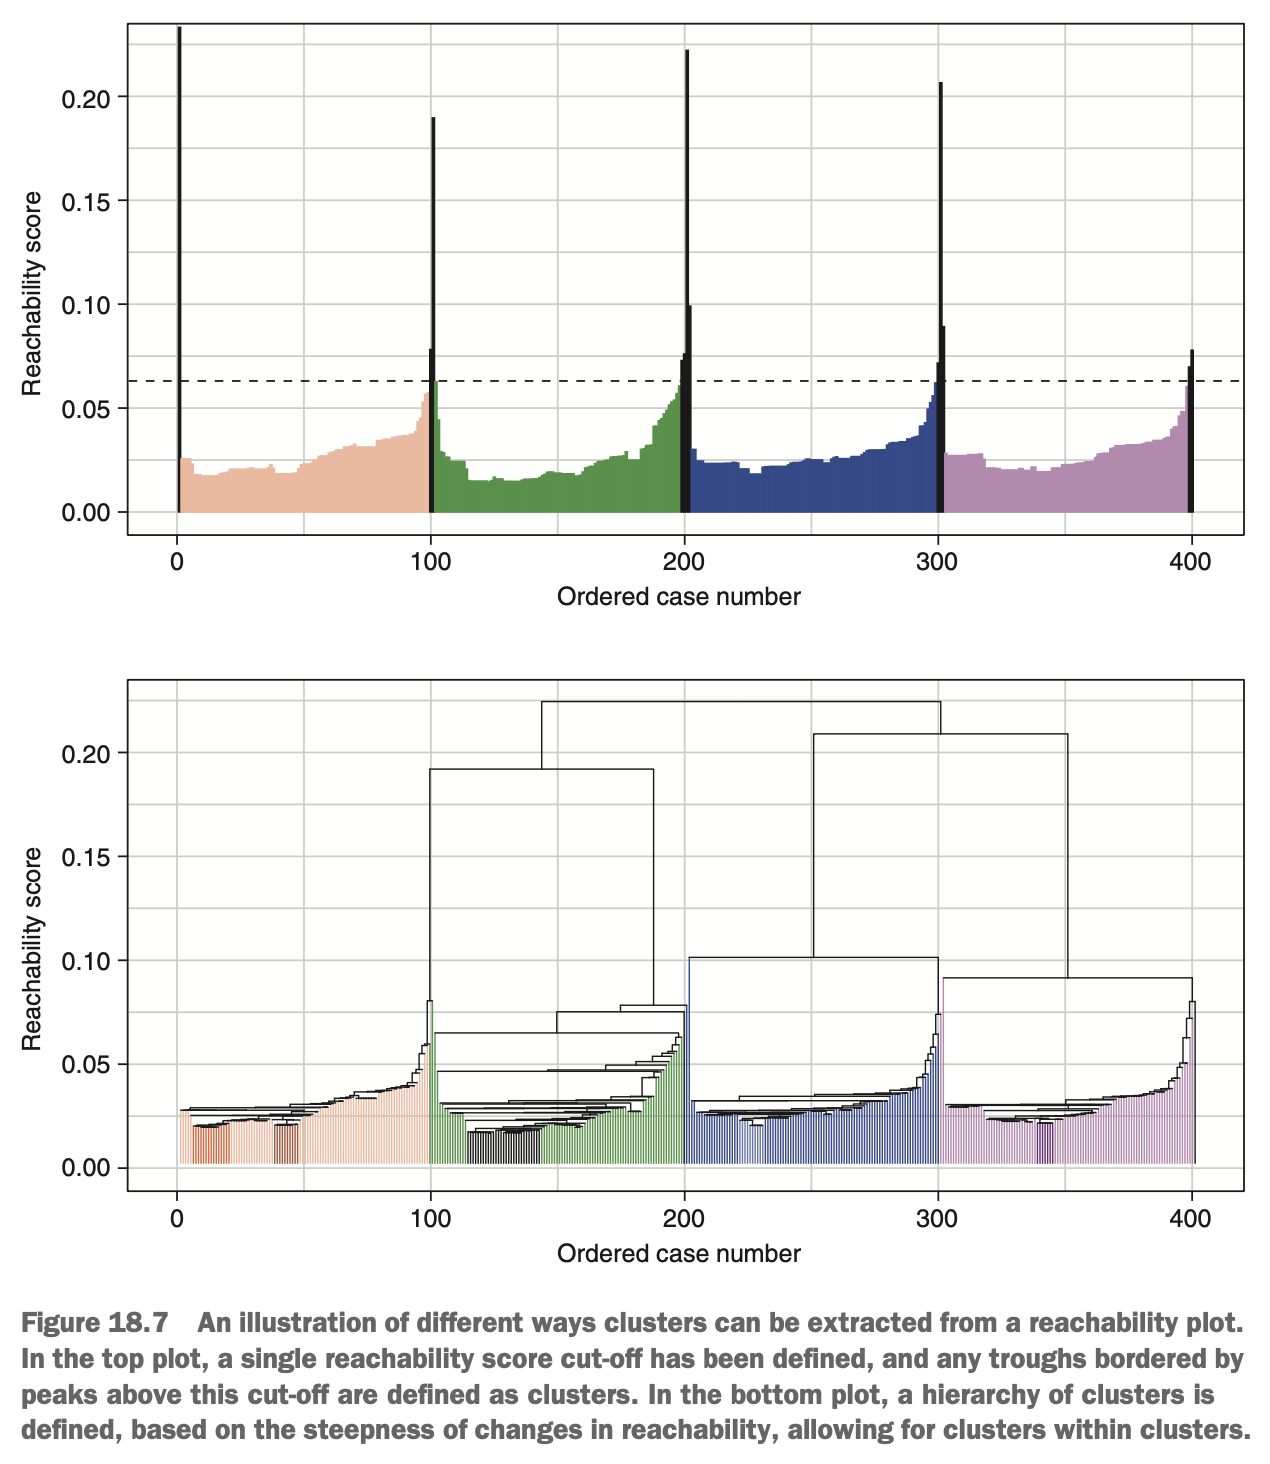 0.20
0.15
0.10
0.05
0.00
Reachability score
0 100 200 300 400
Ordered case number
0.20
0.15
0.10
0.05
0.00
Reachability score
0 100 200 300 400
Ordered case number
Figure 18.7 An illustration of different ways clusters can be extracted from a reachability plot.
In the top plot, a single reachability score cut-off has been defined, and any troughs bordered by
peaks above this cut-off are defined as clusters. In the bottom plot, a hierarchy of clusters is
defined, based on the steepness of changes in reachability, allowing for clusters within clusters.